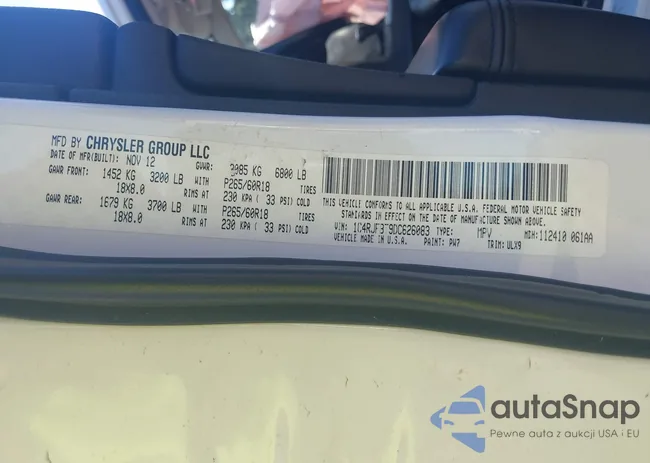 MFD BY CHRYSLER GROUP LLC
DATE OF MFR(BUILT): NOV 12 GVWR: 3085 KG 6800 LB
GAWR FRONT: 1452 KG 3200 LB WITH P265/60R18 TIRES
18X8.0 RIMS AT 230 KPA ( 33 PSI) COLD
GAWR REAR: 1679 KG 3700 LB WITH P265/60R18 TIRES
18X8.0 RIMS AT 230 KPA ( 33 PSI) COLD
THIS VEHICLE CONFORMS TO ALL APPLICABLE U.S.A. FEDERAL MOTOR VEHICLE SAFETY
STANDARDS IN EFFECT ON THE DATE OF MANUFACTURE SHOWN ABOVE.
VIN: TYPE: MPV MDH: 112410 061AA
VEHICLE MADE IN U.S.A. PAINT: PW7 TRIM: ULX9
autaSnap
Pewne auta z aukcji USA i EU